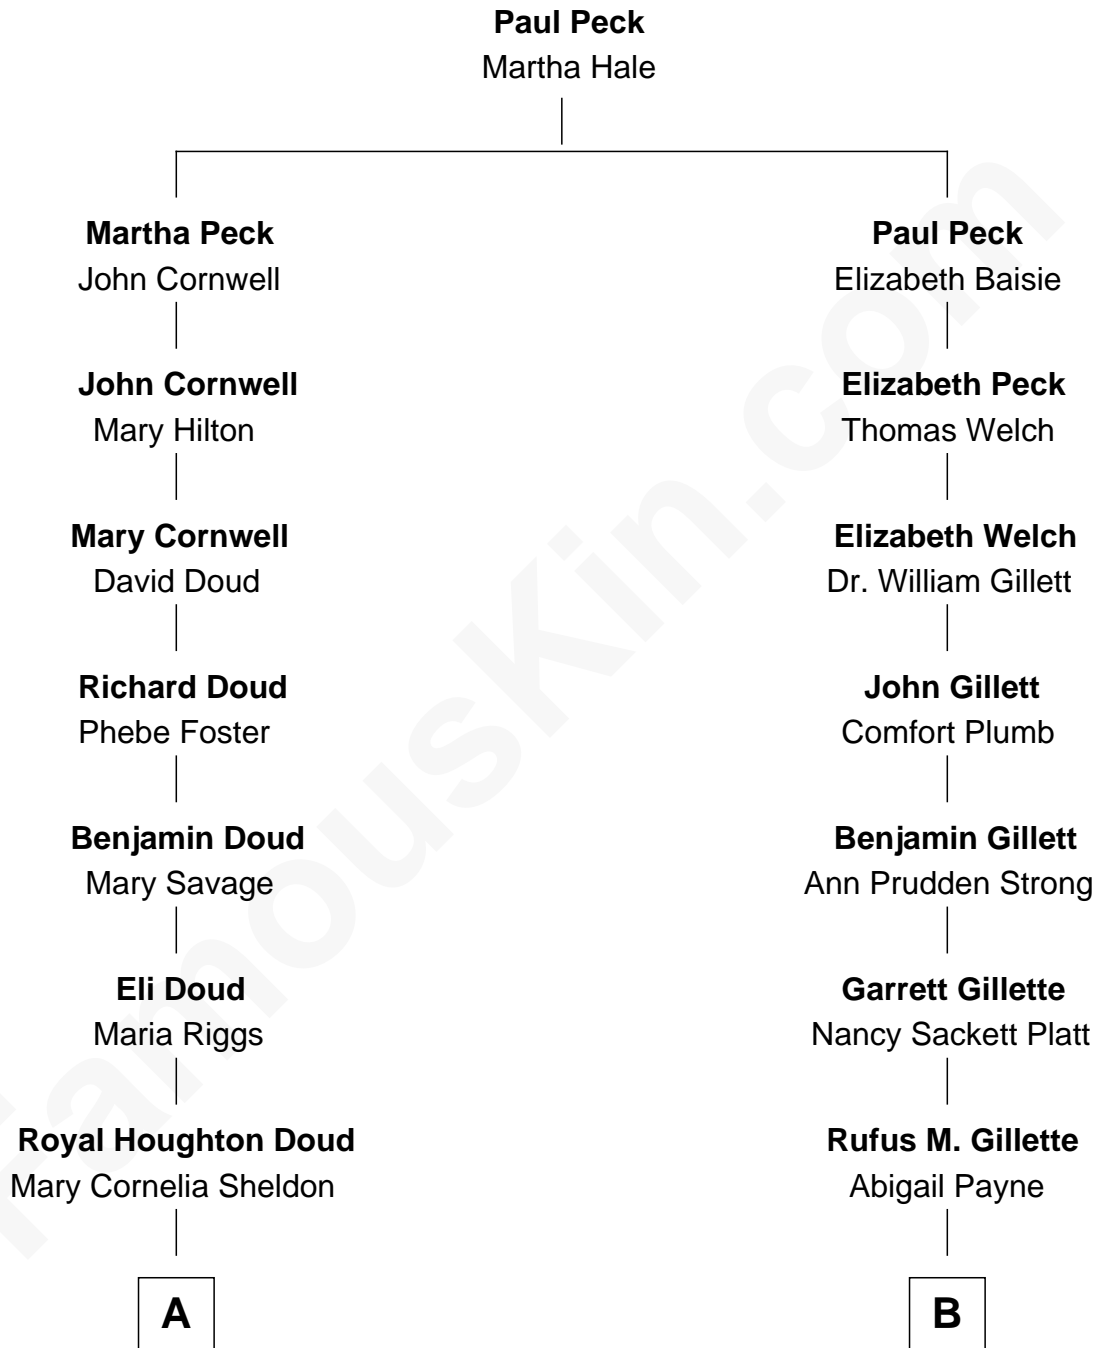 Paul Peck
Martha Hale
Martha Peck
John Cornwell
John Cornwell
Mary Hilton
Mary Cornwell
David Doud
Richard Doud
Phebe Foster
Benjamin Doud
Mary Savage
Eli Doud
Maria Riggs
Royal Houghton Doud
Mary Cornelia Sheldon
A
Paul Peck
Elizabeth Baisie
Elizabeth Peck
Thomas Welch
Elizabeth Welch
Dr. William Gillett
John Gillett
Comfort Plumb
Benjamin Gillett
Ann Prudden Strong
Garrett Gillette
Nancy Sackett Platt
Rufus M. Gillette
Abigail Payne
B
FamousKin.com